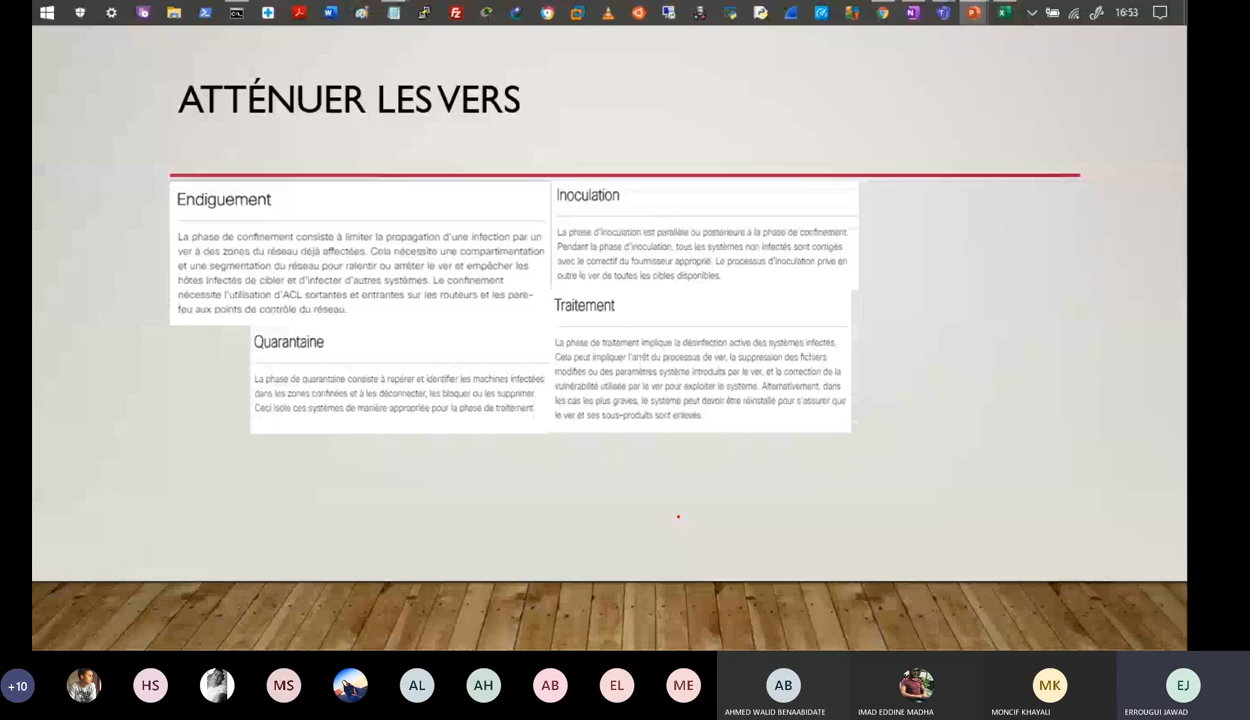 16:53
ATTÉNUER LES VERS
Endiguement
La phase de confinement consiste à limiter la propagation d'une infection par un
ver à des zones du réseau déjà affectées. Cela nécessite une compartimentation
et une segmentation du réseau pour ralentir ou arrêter le ver et empêcher les
hôtes infectés de cibler et d'infecter d'autres systèmes. Le confinement
nécessite l'utilisation d'ACL sortantes et entrantes sur les routeurs et les pare-
feu aux points de contrôle du réseau.
Inoculation
La phase d'inoculation est parallèle ou postérieure à la phase de confinement.
Pendant la phase d'inoculation, tous les systèmes non infectés sont corrigés
avec le correctif du fournisseur approprié. Le processus d'inoculation prive en
outre le ver de toutes les cibles disponibles.
Quarantaine
La phase de quarantaine consiste à repérer et identifier les machines infectées
dans les zones confinées et à les déconnecter, les bloquer ou les supprimer.
Ceci isole ces systèmes de manière appropriée pour la phase de traitement.
Traitement
La phase de traitement implique la désinfection active des systèmes infectés.
Cela peut impliquer l'arrêt du processus de ver, la suppression des fichiers
modifiés ou des paramètres système introduits par le ver, et la correction de la
vulnérabilité utilisée par le ver pour exploiter le système. Alternativement, dans
les cas les plus graves, le système peut devoir être réinstallé pour s'assurer que
le ver et ses sous-produits sont enlevés.
+10
HS
MS
AL
AH
AB
EL
ME
AB
MK
EJ
AHMED WALID BENAABIDATE
IMAD EDDINE MADHA
MONCIF KHAYALI
ERROUGUI JAWAD